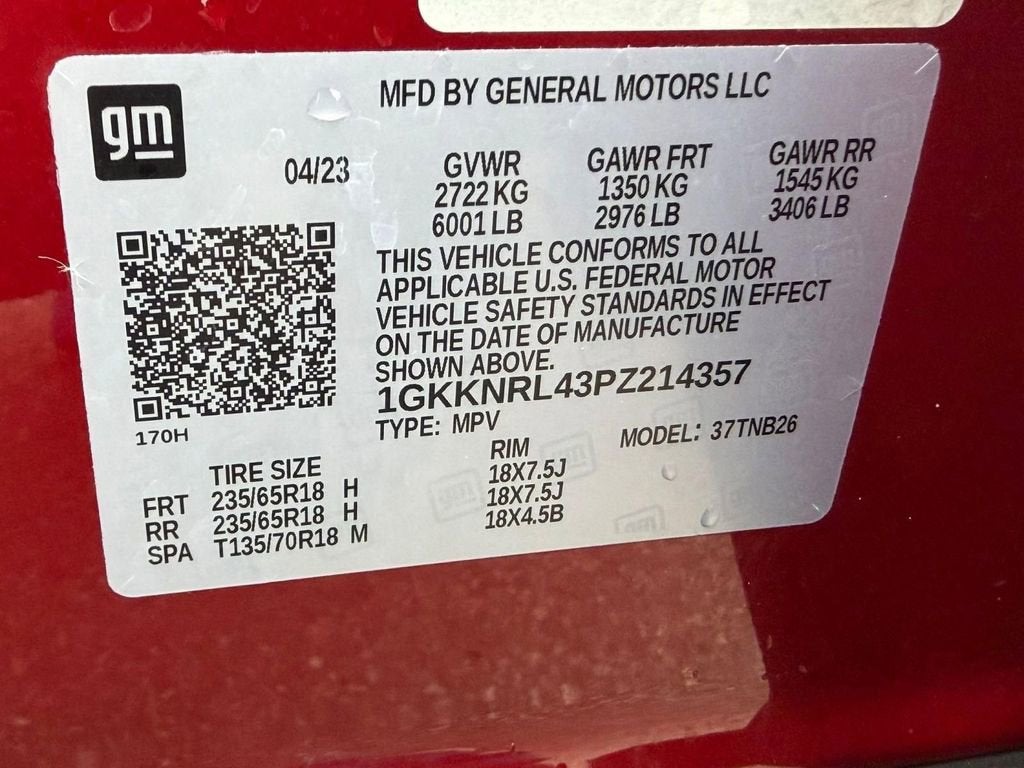 gm
MFD BY GENERAL MOTORS LLC
04/23
GVWR GAWR FRT GAWR RR
2722 KG 1350 KG 1545 KG
6001 LB 2976 LB 3406 LB
THIS VEHICLE CONFORMS TO ALL
APPLICABLE U.S. FEDERAL MOTOR
VEHICLE SAFETY STANDARDS IN EFFECT
ON THE DATE OF MANUFACTURE
SHOWN ABOVE.
1GKKNRL43PZ214357
170H
TYPE: MPV MODEL: 37TNB26
TIRE SIZE RIM
FRT 235/65R18 H 18X7.5J
RR 235/65R18 H 18X7.5J
SPA T135/70R18 M 18X4.5B